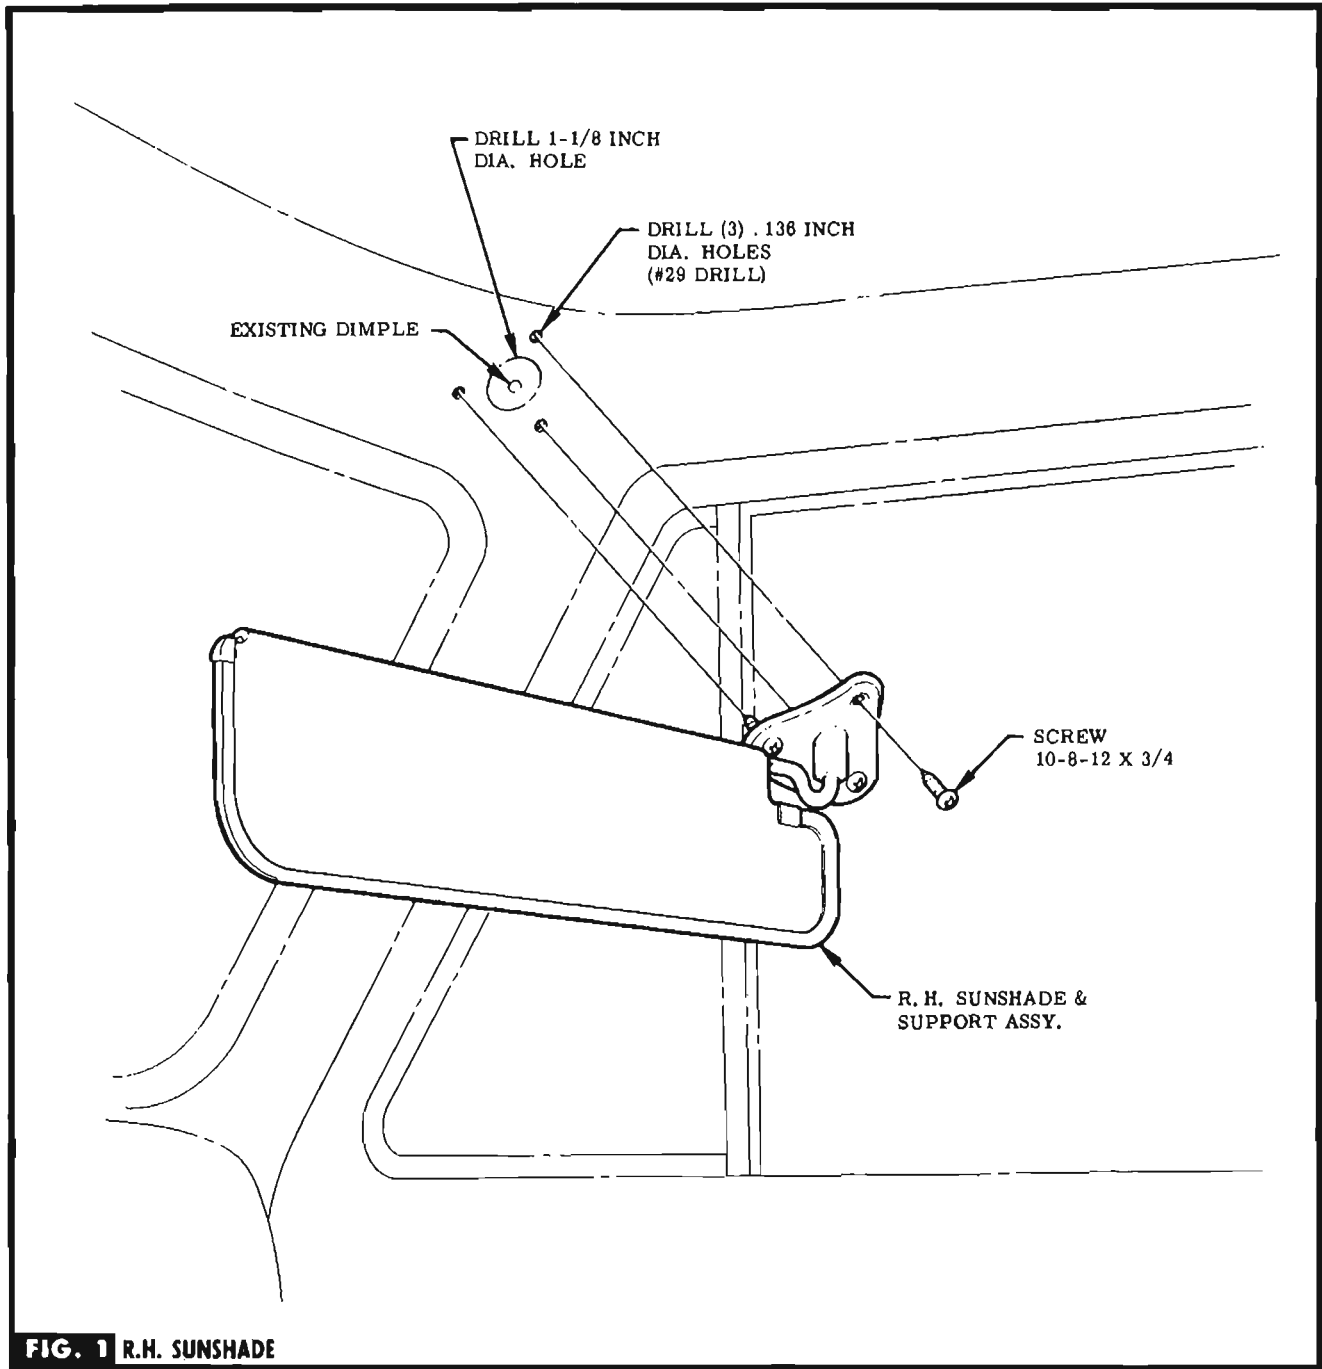 DRILL 1-1/8 INCH
DIA. HOLE
DRILL (3) .136 INCH
DIA. HOLES
(#29 DRILL)
EXISTING DIMPLE
SCREW
10-8-12 X 3/4
R.H. SUNSHADE &
SUPPORT ASSY.
FIG. 1 R.H. SUNSHADE